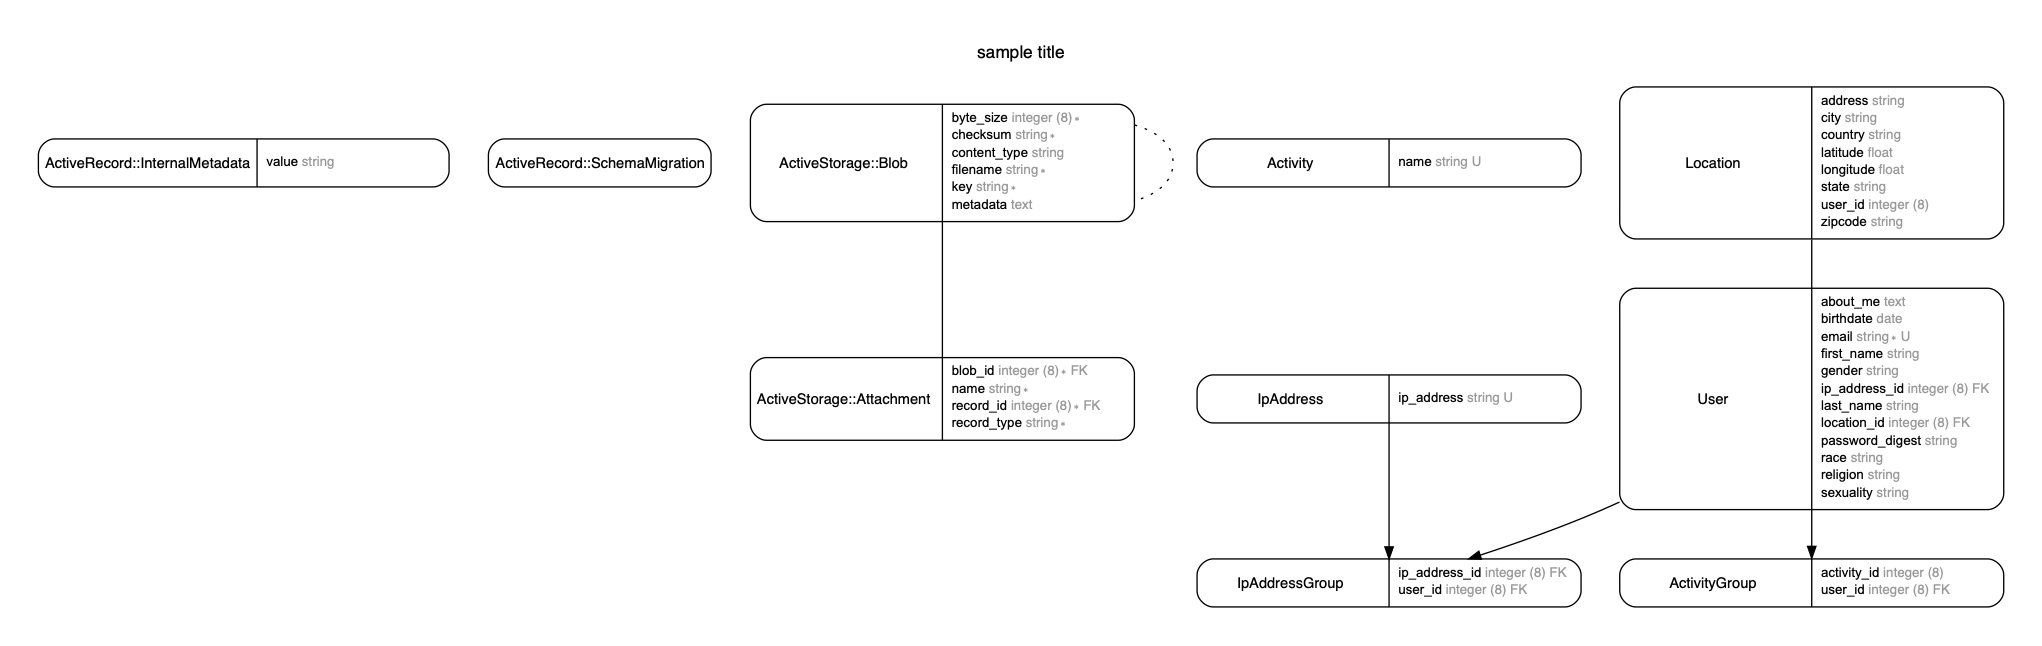 sample title
ActiveRecord::InternalMetadata
value string
ActiveRecord::SchemaMigration
ActiveStorage::Blob
byte_size integer (8) ∗
checksum string ∗
content_type string
filename string ∗
key string ∗
metadata text
Activity
name string U
Location
address string
city string
country string
latitude float
longitude float
state string
user_id integer (8)
zipcode string
ActiveStorage::Attachment
blob_id integer (8) ∗ FK
name string ∗
record_id integer (8) ∗ FK
record_type string ∗
IpAddress
ip_address string U
User
about_me text
birthdate date
email string ∗ U
first_name string
gender string
ip_address_id integer (8) FK
last_name string
location_id integer (8) FK
password_digest string
race string
religion string
sexuality string
IpAddressGroup
ip_address_id integer (8) FK
user_id integer (8) FK
ActivityGroup
activity_id integer (8)
user_id integer (8) FK